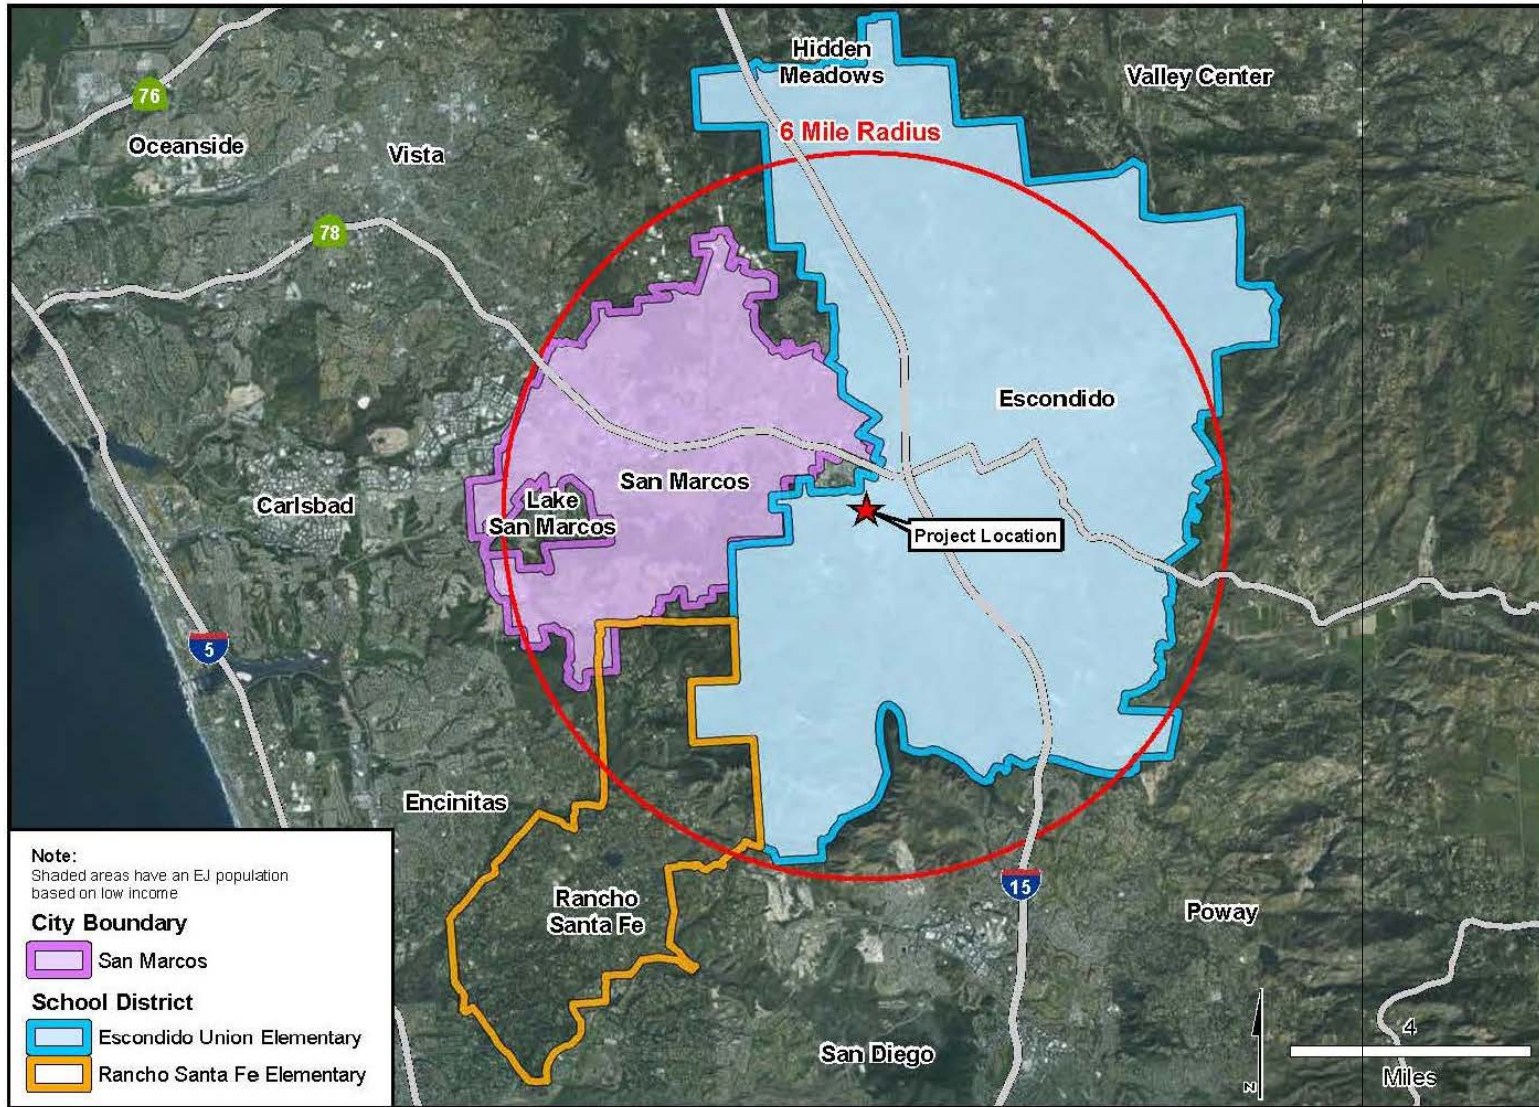 Hidden
Meadows
Valley Center
76
6 Mile Radius
Oceanside
Vista
78
Escondido
San Marcos
Lake
San Marcos
Carlsbad
Project Location
5
Encinitas
Note:
Shaded areas have an EJ population
based on low income
City Boundary
San Marcos
School District
Escondido Union Elementary
Rancho Santa Fe Elementary
Rancho
Santa Fe
15
Poway
San Diego
N
4
Miles